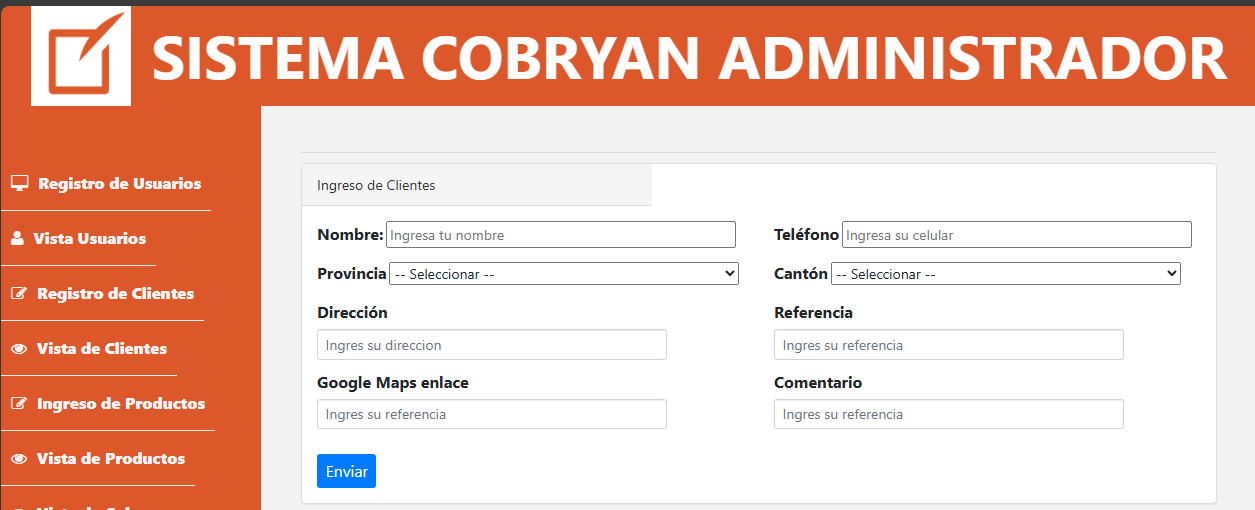 SISTEMA COBRYAN ADMINISTRADOR
Registro de Usuarios
Vista Usuarios
Registro de Clientes
Vista de Clientes
Ingreso de Productos
Vista de Productos
Ingreso de Clientes
Nombre: Ingresa tu nombre
Teléfono Ingresa su celular
Provincia -- Seleccionar --
Cantón -- Seleccionar --
Dirección
Ingres su direccion
Referencia
Ingres su referencia
Google Maps enlace
Ingres su referencia
Comentario
Ingres su referencia
Enviar